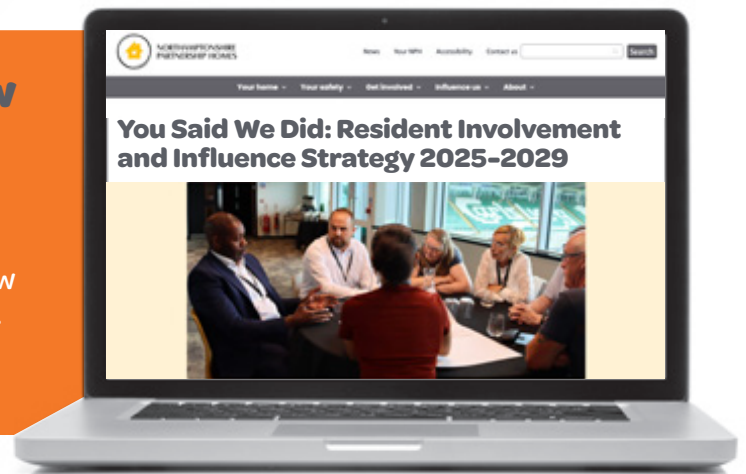 w
w
NORTHAMPTONSHIRE
PARTNERSHIP HOMES
News Your NPH Accessibility Contact us Search
Your home Your safety Get involved Influence us About
You Said We Did: Resident Involvement
and Influence Strategy 2025-2029